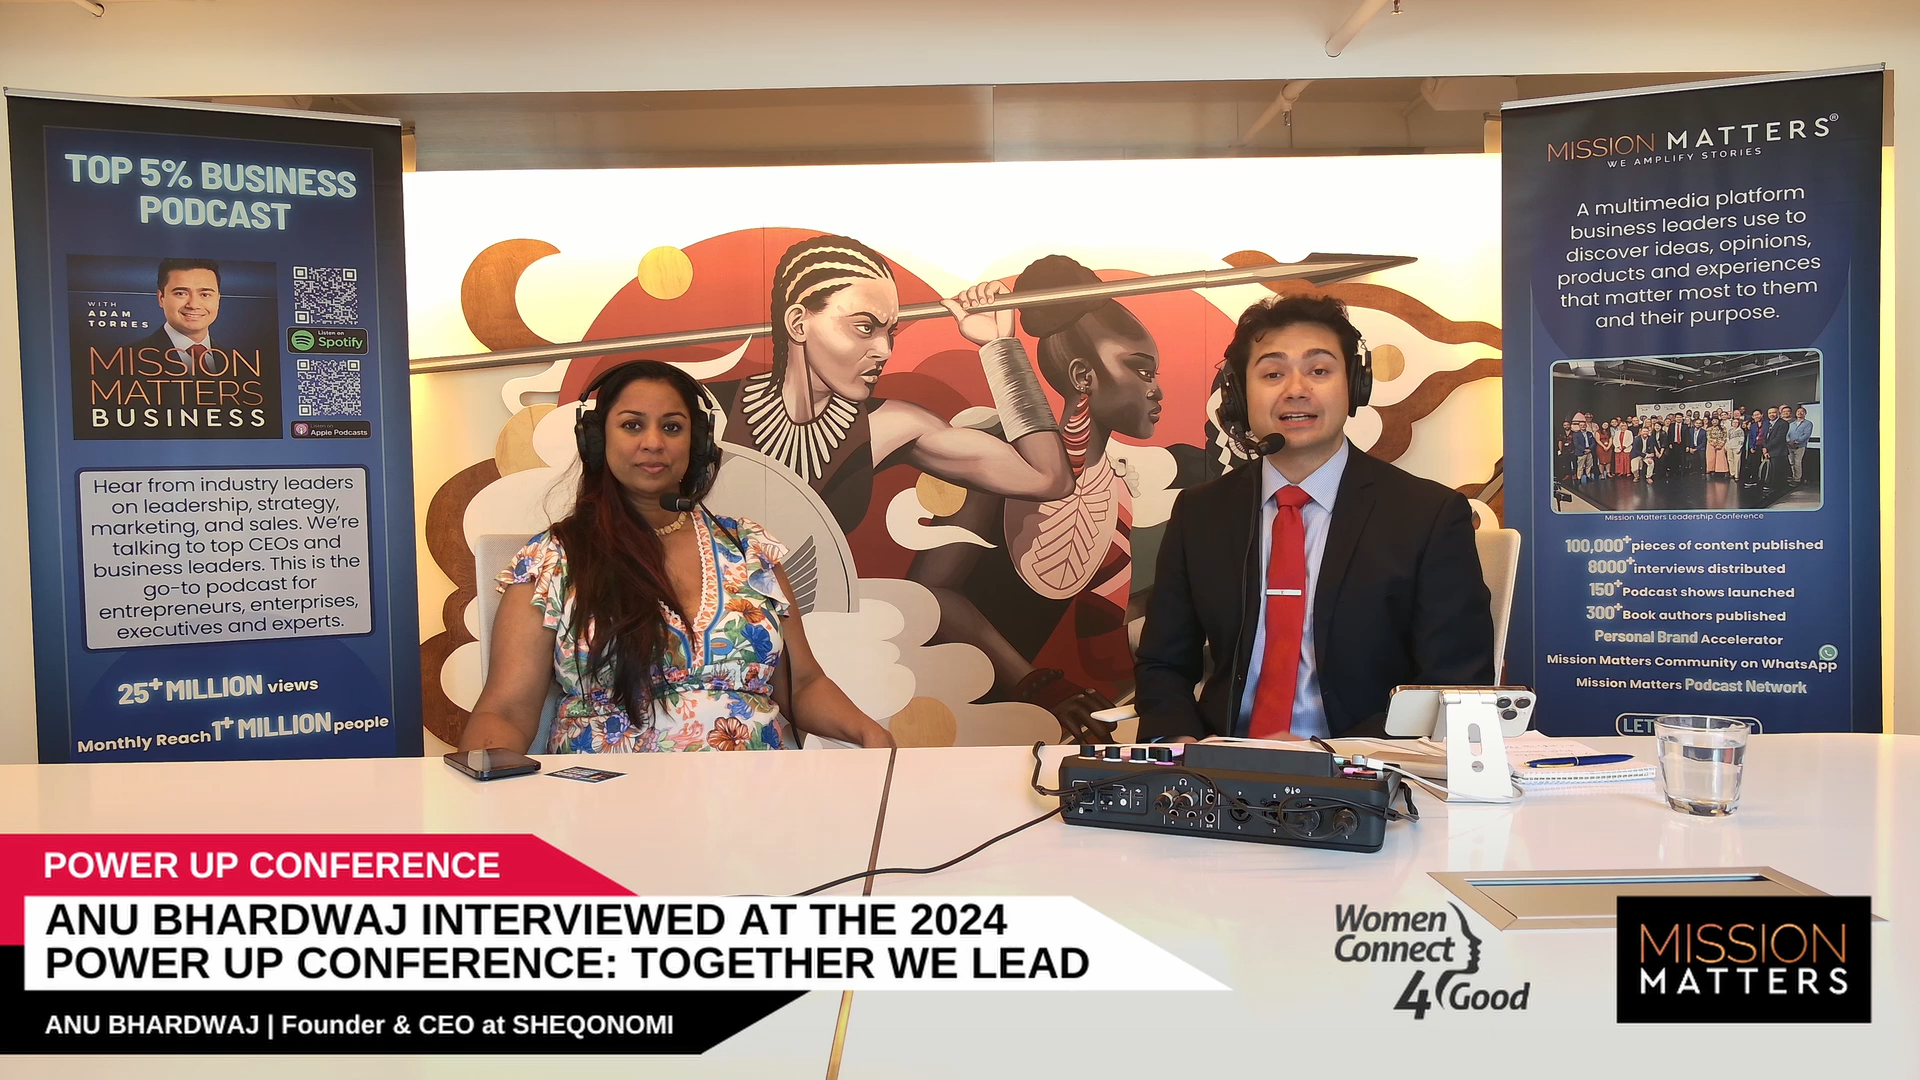 TOP 5% BUSINESS
PODCAST
WITH
ADAM
TORRES
MISSION
MATTERS
BUSINESS
Listen on
Spotify
Listen on
Apple Podcasts
Hear from industry leaders
on leadership, strategy,
marketing, and sales. We're
talking to top CEOs and
business leaders. This is the
go-to podcast for
entrepreneurs, enterprises,
executives and experts.
25+ MILLION views
Monthly Reach 1+ MILLION people
MISSION MATTERS®
WE AMPLIFY STORIES
A multimedia platform
business leaders use to
discover ideas, opinions,
products and experiences
that matter most to them
and their purpose.
Mission Matters Leadership Conference
100,000+ pieces of content published
8000+ interviews distributed
150+ Podcast shows launched
300+ Book authors published
Personal Brand Accelerator
Mission Matters Community on WhatsApp
Mission Matters Podcast Network
POWER UP CONFERENCE
ANU BHARDWAJ INTERVIEWED AT THE 2024
POWER UP CONFERENCE: TOGETHER WE LEAD
ANU BHARDWAJ | Founder & CEO at SHEQONOMI
Women
Connect
4 Good
MISSION
MATTERS